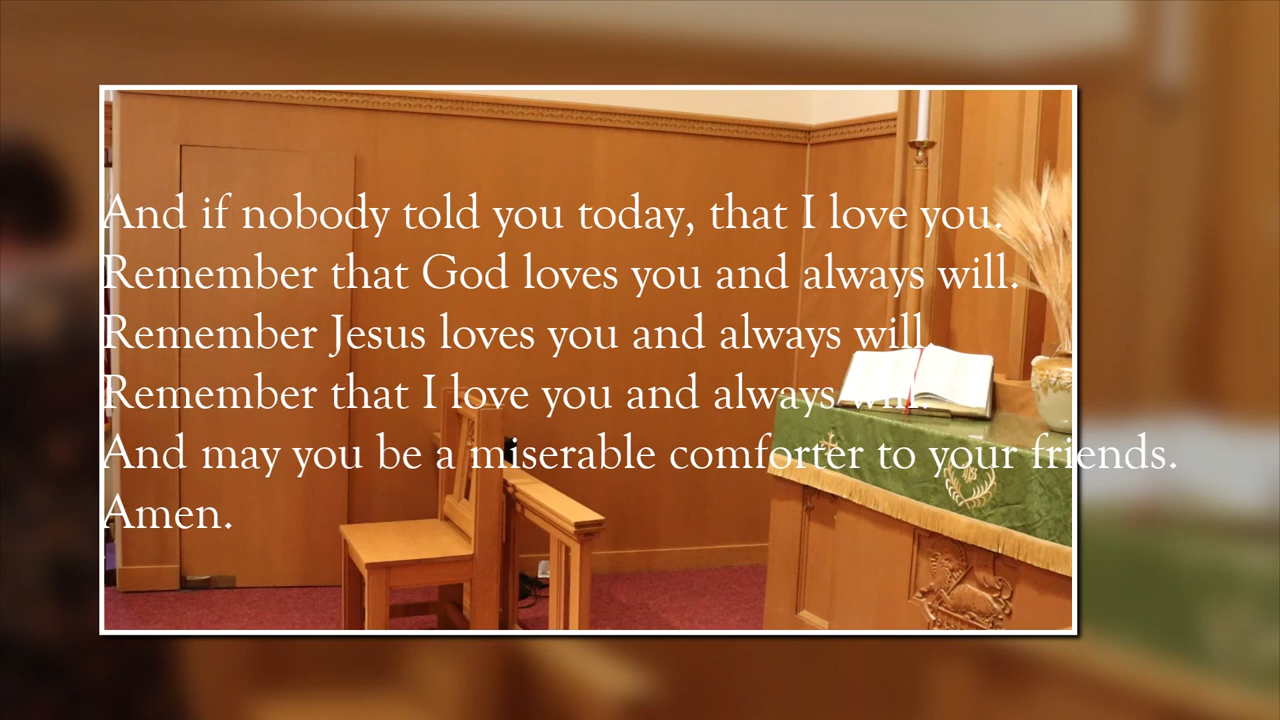 And if nobody told you today, that I love you.
Remember that God loves you and always will.
Remember Jesus loves you and always will.
Remember that I love you and always will.
And may you be a miserable comforter to your friends.
Amen.